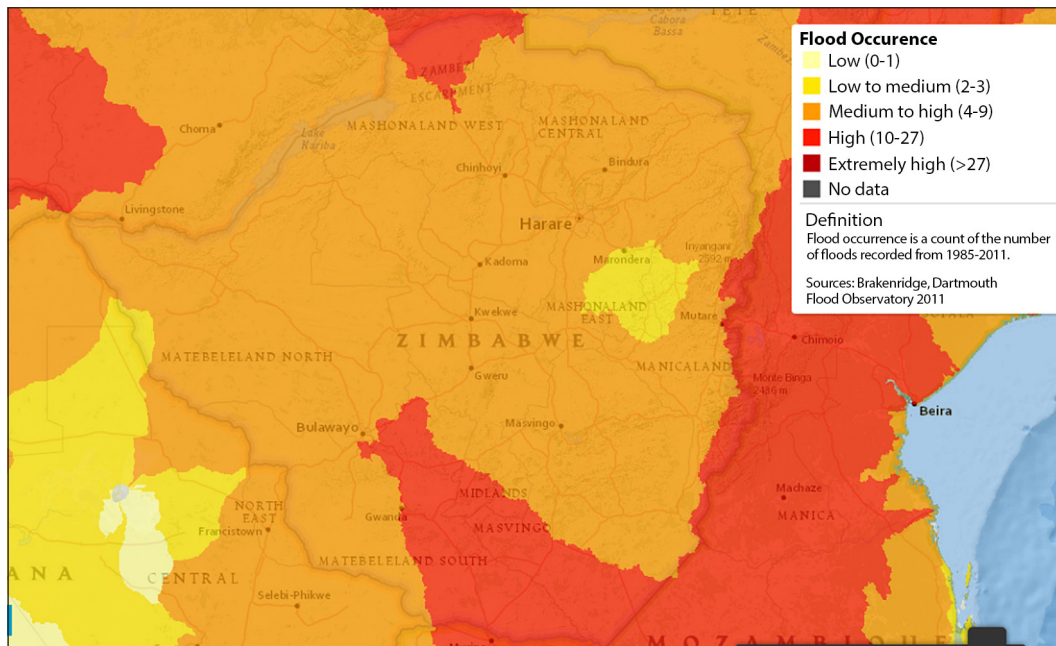 Flood Occurence
Low (0-1)
Low to medium (2-3)
Medium to high (4-9)
High (10-27)
Extremely high (>27)
No data
Definition
Flood occurrence is a count of the number
of floods recorded from 1985-2011.
Sources: Brakenridge, Dartmouth
Flood Observatory 2011
TETE
Cabora
Bassa
Zambezi
ZAMBEZI
ESCARPMENT
Choma
Lake
Kariba
MASHONALAND WEST
MASHONALAND
CENTRAL
Chinhoyi
Bindura
Livingstone
Harare
Inyangani
2592 m
Marondera
Kadoma
MASHONALAND
EAST
Kwekwe
Mutare
ZIMBABWE
Chimoio
MATEBELELAND NORTH
MANICALAND
Gweru
Monte Binga
2436 m
Beira
Bulawayo
Masvingo
MIDLANDS
Machaze
NORTH
EAST
Gwanda
MANICA
Francistown
MASVINGO
MATEBELELAND SOUTH
ANA
CENTRAL
Selebi-Phikwe
MOZAMBIQUE